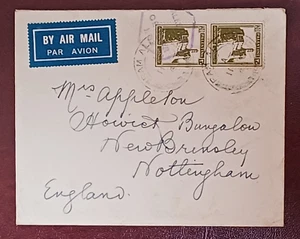 BY AIR MAIL
PAR AVION
Mrs Appleton
Howict Bungalow
New Brinsley
Nottingham
England.